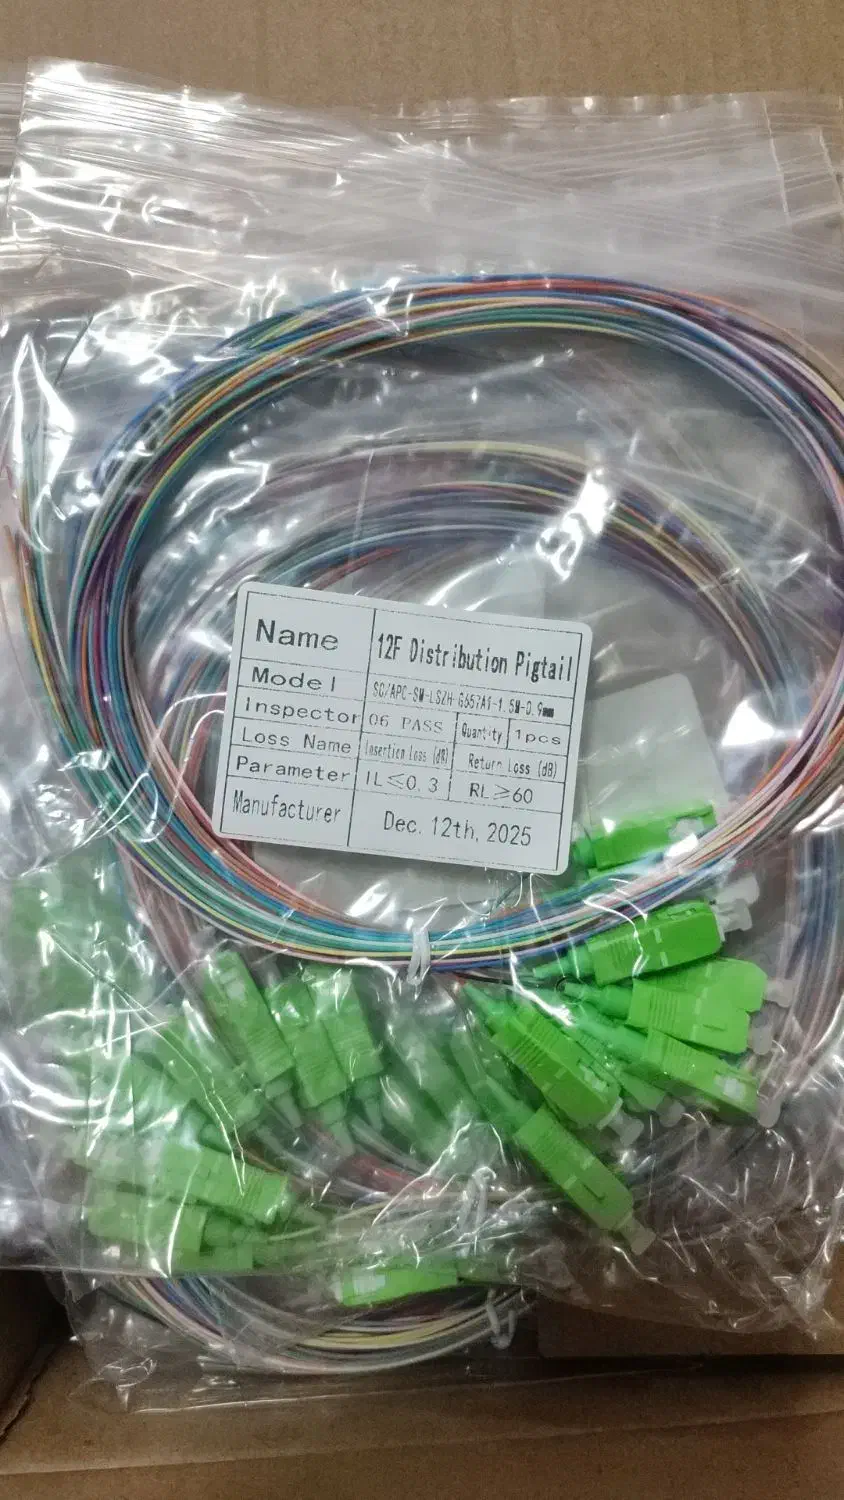 Name 12F Distribution Pigtail
Model SC/APC-SM-LSZH-G657A1-1.5M-0.9mm
Inspector 06 PASS Quantity 1pcs
Loss Name Insertion Loss (dB) Return Loss (dB)
Parameter IL≤0.3 RL≥60
Manufacturer Dec. 12th, 2025